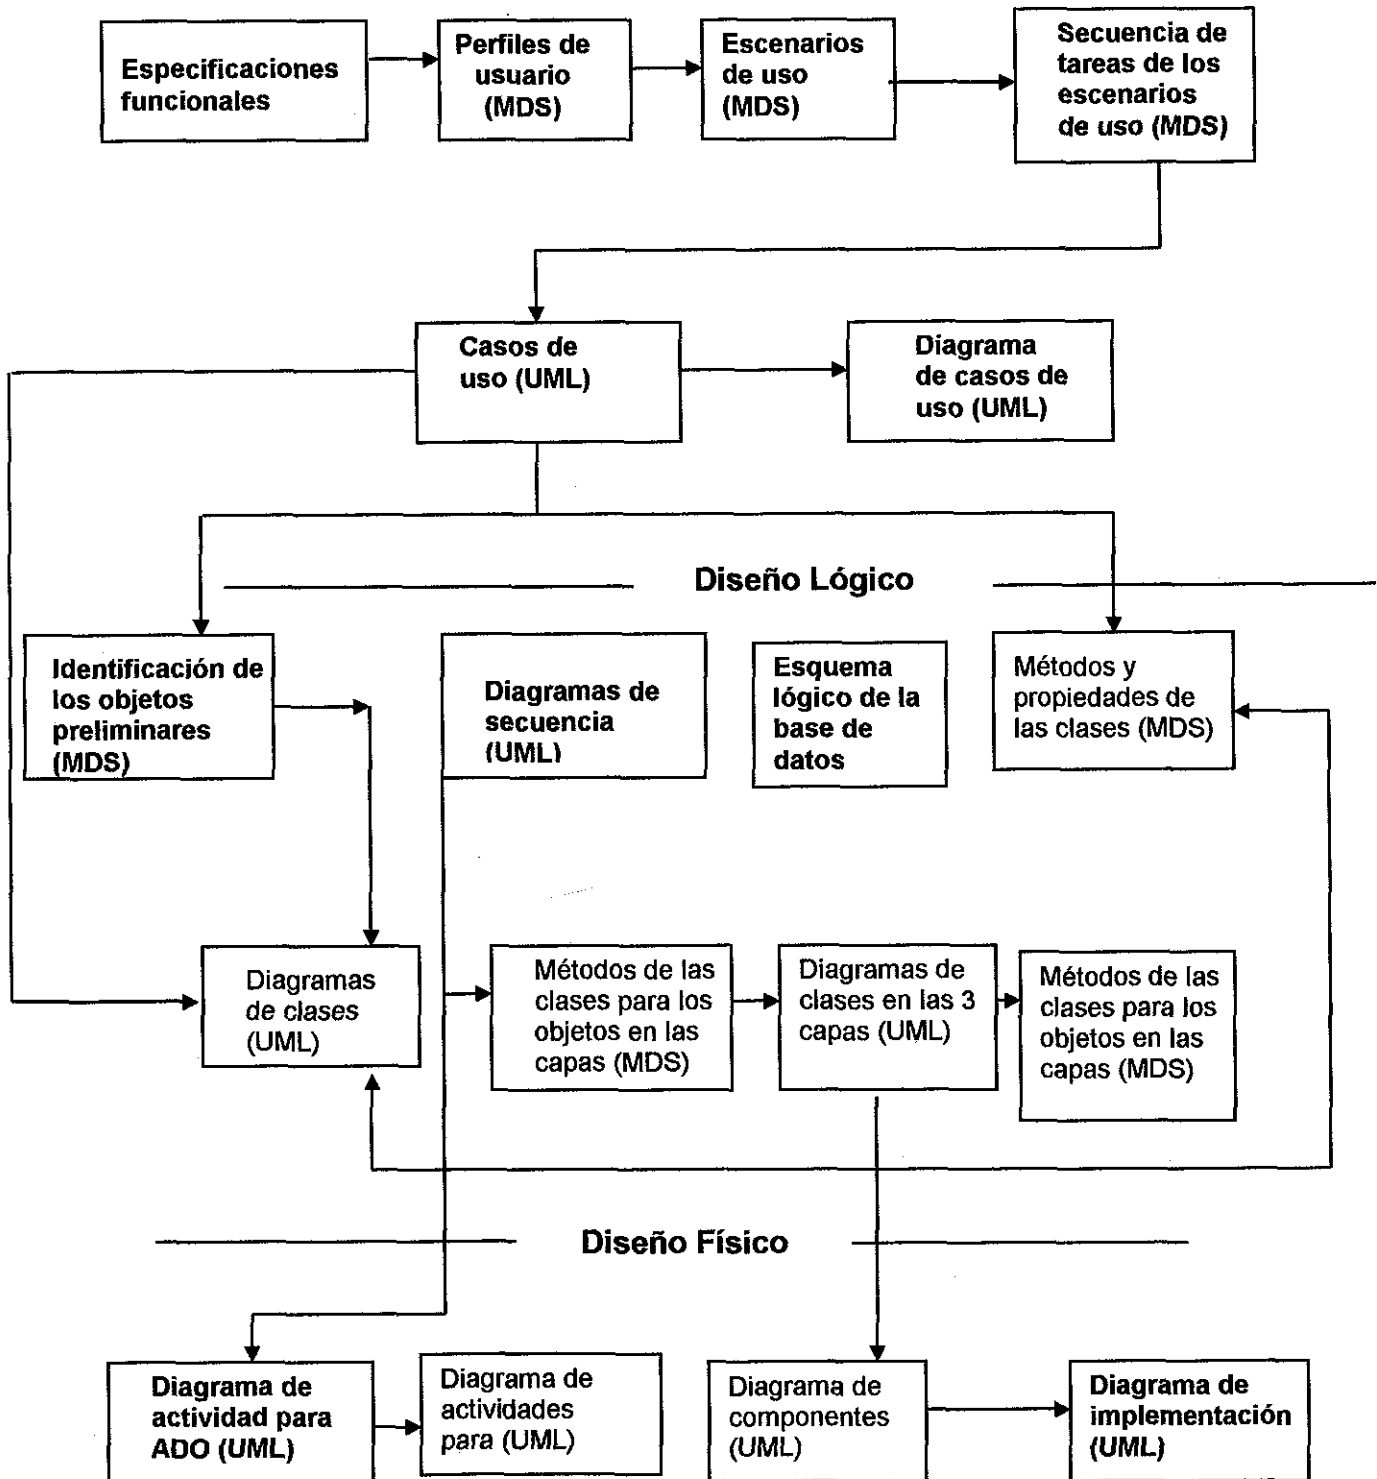 Especificaciones
funcionales
Perfiles de
usuario
(MDS)
Escenarios
de uso
(MDS)
Secuencia de
tareas de los
escenarios
de uso (MDS)
Casos de
uso (UML)
Diagrama
de casos de
uso (UML)
Diseño Lógico
Identificación de
los objetos
preliminares
(MDS)
Diagramas de
secuencia
(UML)
Esquema
lógico de la
base de
datos
Métodos y
propiedades de
las clases (MDS)
Diagramas
de clases
(UML)
Métodos de las
clases para los
objetos en las
capas (MDS)
Diagramas de
clases en las 3
capas (UML)
Métodos de las
clases para los
objetos en las
capas (MDS)
Diseño Físico
Diagrama de
actividad para
ADO (UML)
Diagrama de
actividades
para (UML)
Diagrama de
componentes
(UML)
Diagrama de
implementación
(UML)